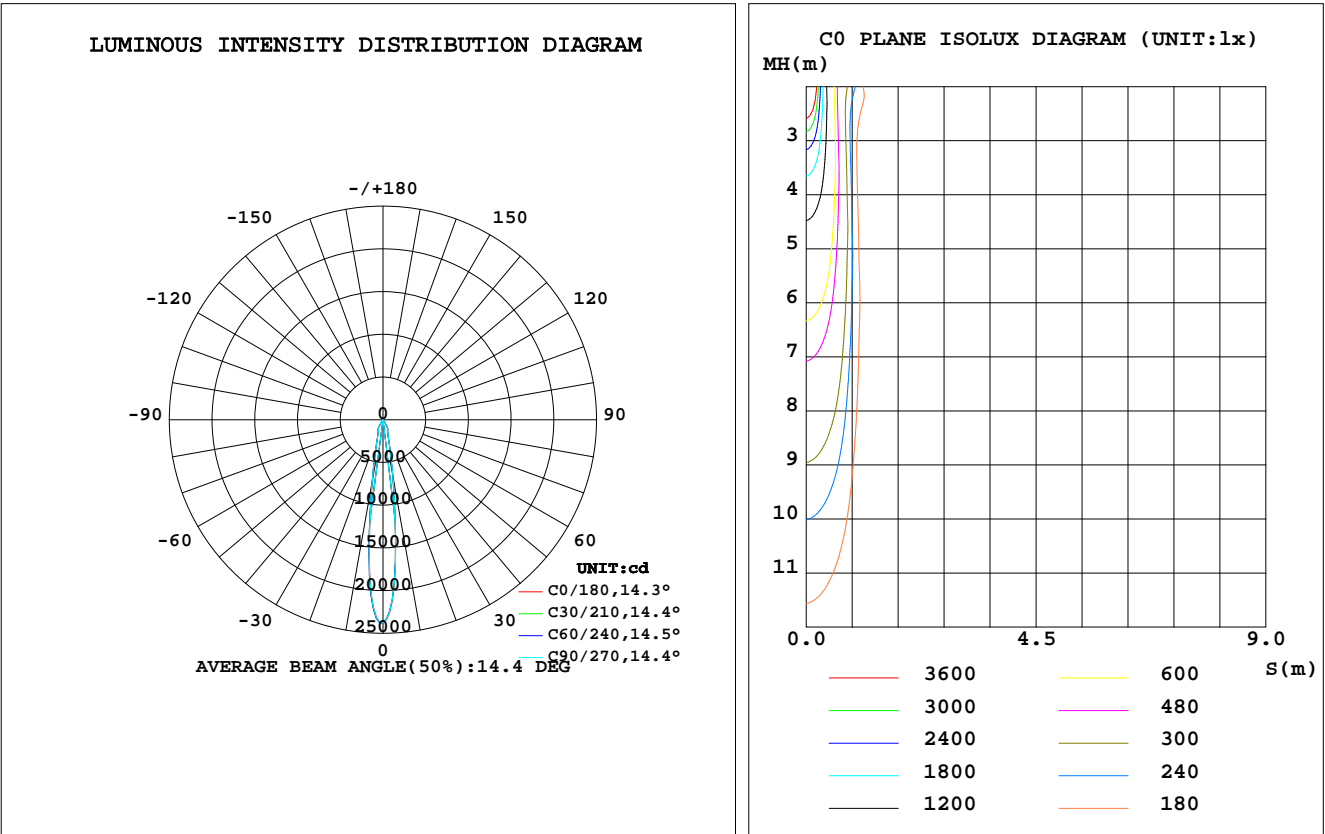 LUMINOUS INTENSITY DISTRIBUTION DIAGRAM
-/+180
-150
150
-120
120
-90
0
90
5000
10000
-60
15000
60
UNIT:cd
20000
C0/180,14.3°
-30
30
C30/210,14.4°
25000
C60/240,14.5°
0
C90/270,14.4°
AVERAGE BEAM ANGLE(50%):14.4 DEG
C0 PLANE ISOLUX DIAGRAM (UNIT:lx)
MH(m)
3
4
5
6
7
8
9
10
11
0.0 4.5 9.0
S(m)
3600 600
3000 480
2400 300
1800 240
1200 180